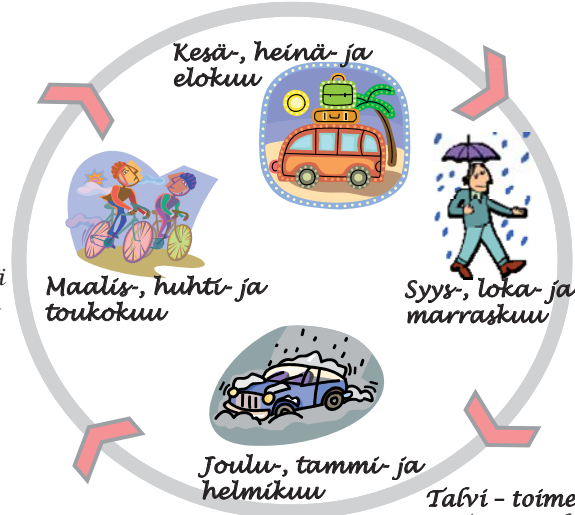 Kesä-, heinä- ja
elokuu
Maalis-, huhti- ja
toukokuu
Syys-, loka- ja
marraskuu
Joulu-, tammi- ja
helmikuu
Talvi – toime